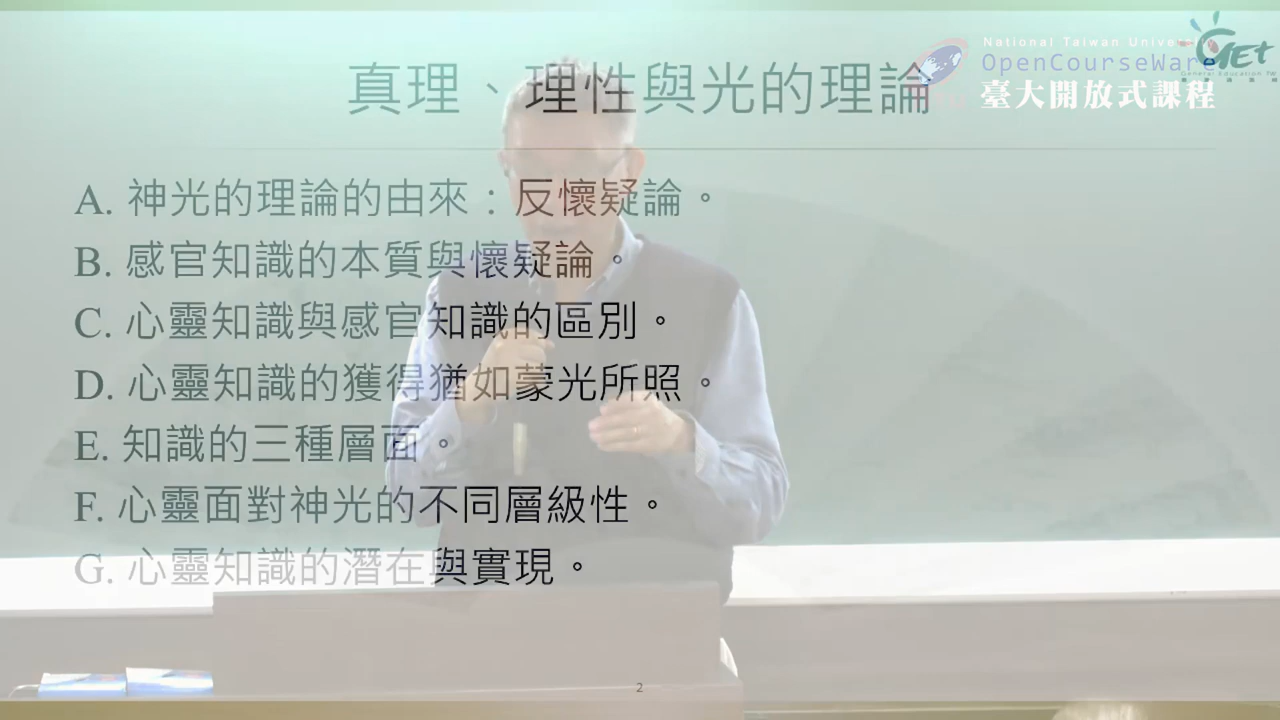 National Taiwan Univers
OpenCourseWare
臺大開放式課程
GET
真理、理性與光的理論
A. 神光的理論的由來：反懷疑論。
B. 感官知識的本質與懷疑論。
C. 心靈知識與感官知識的區別。
D. 心靈知識的獲得猶如蒙光所照。
E. 知識的三種層面。
F. 心靈面對神光的不同層級性。
G. 心靈知識的潛在與實現。
2